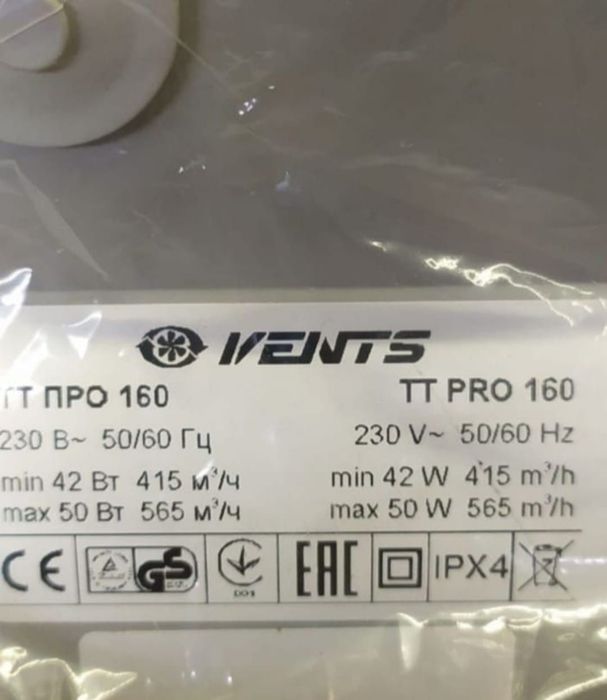 VENTS
ТТ ПРО 160
TT PRO 160
230 В~ 50/60 Гц
230 V~ 50/60 Hz
min 42 Вт 415 м³/ч
min 42 W 415 m³/h
max 50 Вт 565 м³/ч
max 50 W 565 m³/h
CE
GS
EAC
IPX4